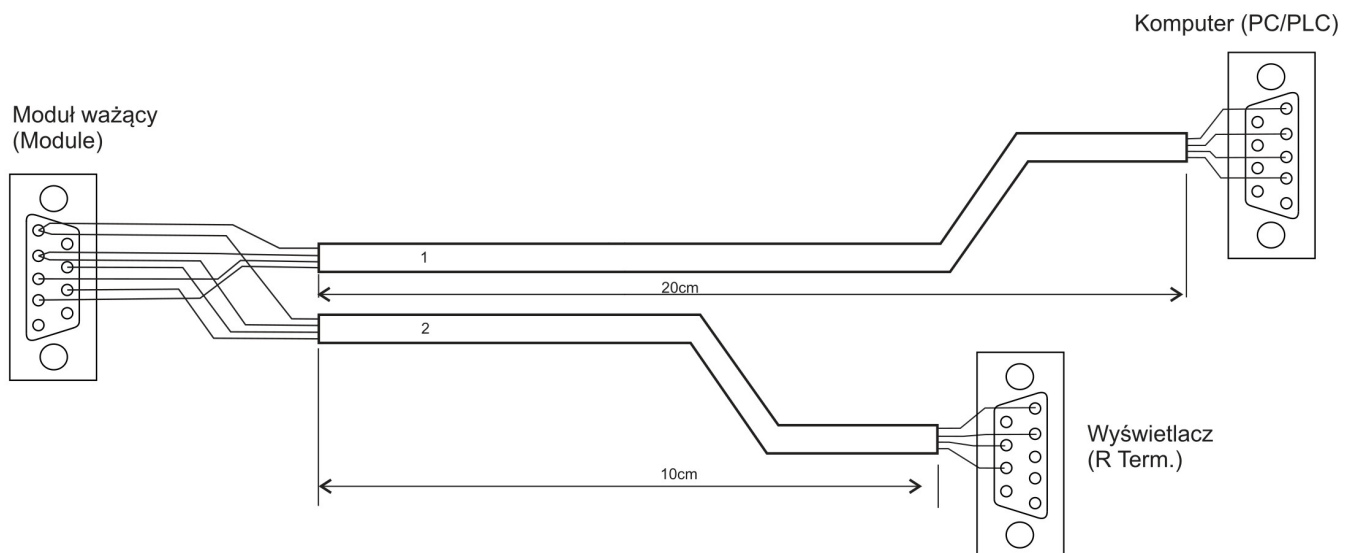 Komputer (PC/PLC)
Moduł ważący
(Module)
1
20cm
2
10cm
Wyświetlacz
(R Term.)